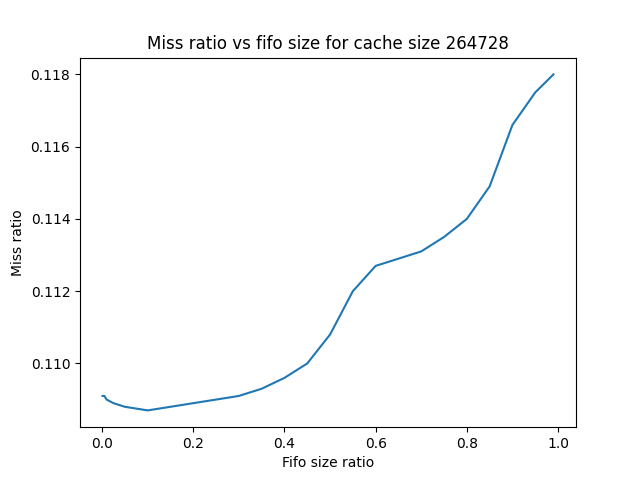 Miss ratio vs fifo size for cache size 264728
0.118
0.116
0.114
0.112
0.110
Miss ratio
0.0 0.2 0.4 0.6 0.8 1.0
Fifo size ratio